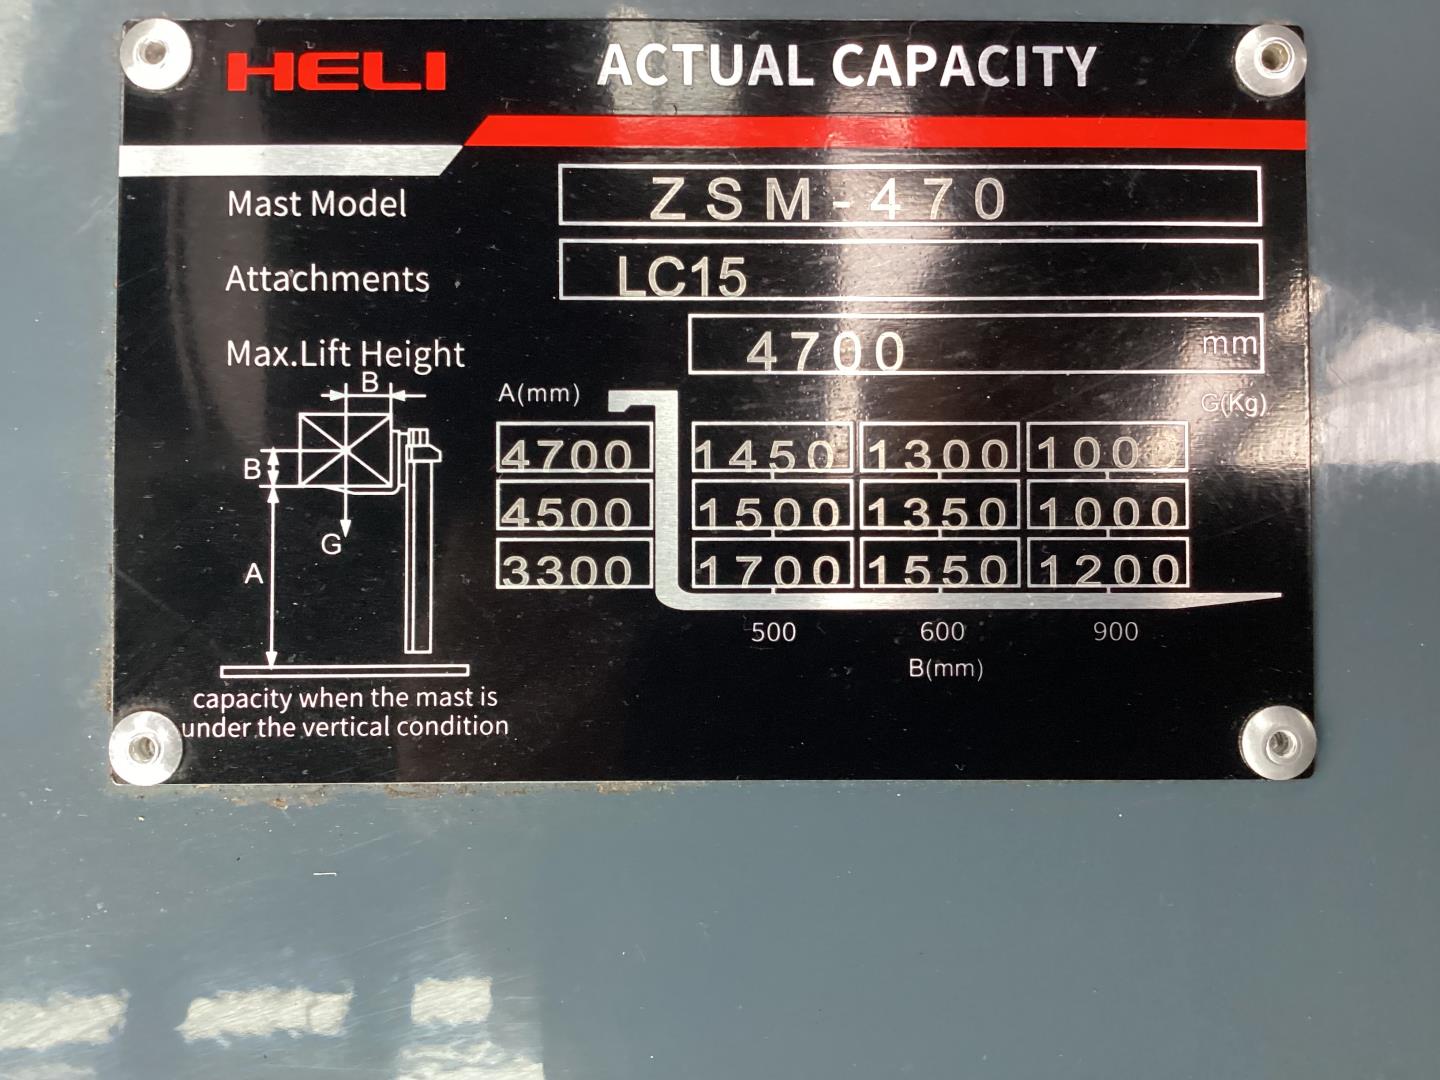 HELI ACTUAL CAPACITY
Mast Model ZSM-470
Attachments LC15
Max.Lift Height 4700 mm
B
A(mm) G(Kg)
4700 1450 1300 1000
B
4500 1500 1350 1000
G
A
3300 1700 1550 1200
500 600 900
B(mm)
capacity when the mast is
under the vertical condition